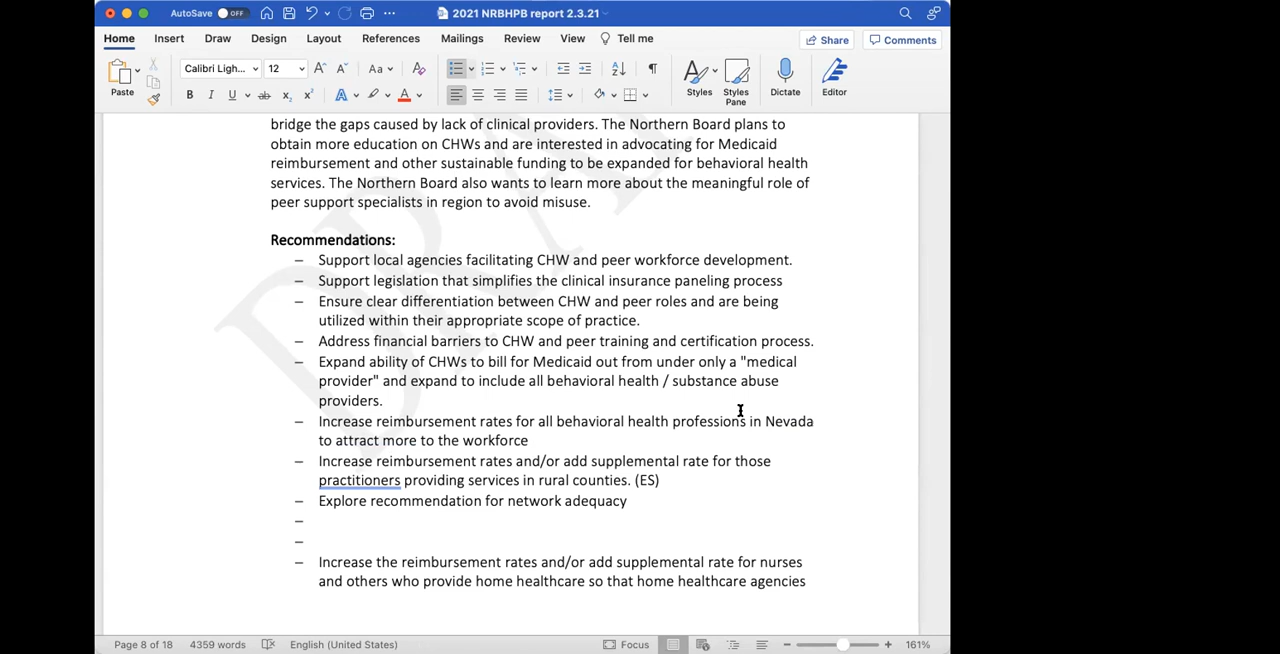 AutoSave OFF 2021 NRBHPB report 2.3.21
Home Insert Draw Design Layout References Mailings Review View Tell me Share Comments
Calibri Ligh... 12 Aa
Paste B I U ab x₂ x² A A Styles Styles Pane Dictate Editor
bridge the gaps caused by lack of clinical providers. The Northern Board plans to
obtain more education on CHWs and are interested in advocating for Medicaid
reimbursement and other sustainable funding to be expanded for behavioral health
services. The Northern Board also wants to learn more about the meaningful role of
peer support specialists in region to avoid misuse.
Recommendations:
– Support local agencies facilitating CHW and peer workforce development.
– Support legislation that simplifies the clinical insurance paneling process
– Ensure clear differentiation between CHW and peer roles and are being
utilized within their appropriate scope of practice.
– Address financial barriers to CHW and peer training and certification process.
– Expand ability of CHWs to bill for Medicaid out from under only a "medical
provider" and expand to include all behavioral health / substance abuse
providers.
– Increase reimbursement rates for all behavioral health professions in Nevada
to attract more to the workforce
– Increase reimbursement rates and/or add supplemental rate for those
practitioners providing services in rural counties. (ES)
– Explore recommendation for network adequacy
–
–
– Increase the reimbursement rates and/or add supplemental rate for nurses
and others who provide home healthcare so that home healthcare agencies
Page 8 of 18 4359 words English (United States) Focus 161%